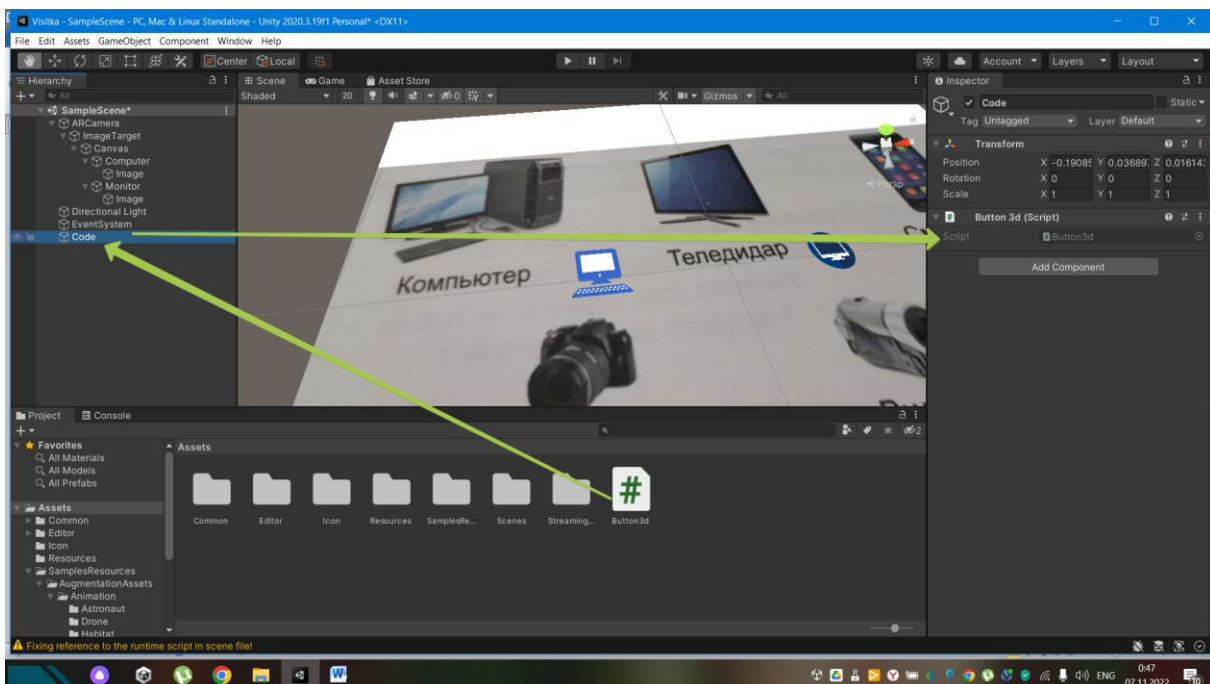 Visitka - SampleScene - PC, Mac & Linux Standalone - Unity 2020.3.19f1 Personal* <DX11>
File Edit Assets GameObject Component Window Help
Center Local
Account Layers Layout
Hierarchy
All
SampleScene*
ARCamera
ImageTarget
Canvas
Computer
Image
Monitor
Image
Directional Light
EventSystem
Code
Scene Game Asset Store
Shaded 2D 0 Gizmos All
Persp
Компьютер
Теледидар
Inspector
Code Static
Tag Untagged Layer Default
Transform
Position X -0.19085 Y 0.03689 Z 0.01614
Rotation X 0 Y 0 Z 0
Scale X 1 Y 1 Z 1
Button 3d (Script)
Script Button3d
Add Component
Project Console
2
Favorites
All Materials
All Models
All Prefabs
Assets
Common
Editor
Icon
Resources
SamplesResources
AugmentationAssets
Animation
Astronaut
Drone
Habitat
Assets
Common Editor Icon Resources SamplesRe... Scenes Streaming... Button3d
#
Fixing reference to the runtime script in scene file!
ENG 0:47
07.11.2022